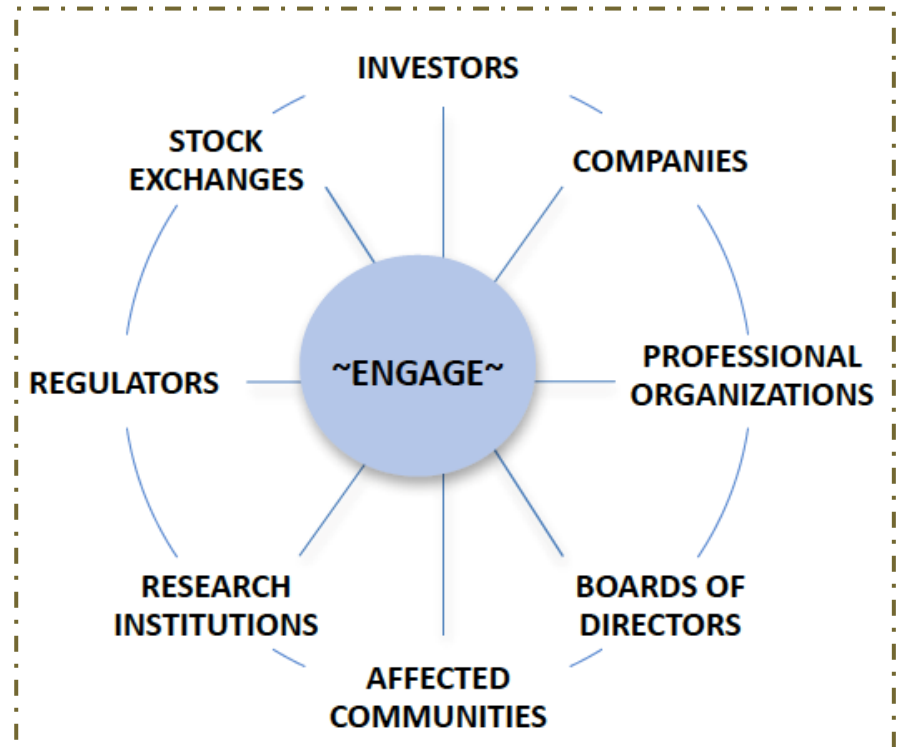 INVESTORS
STOCK
EXCHANGES
COMPANIES
REGULATORS
~ENGAGE~
PROFESSIONAL
ORGANIZATIONS
RESEARCH
INSTITUTIONS
BOARDS OF
DIRECTORS
AFFECTED
COMMUNITIES